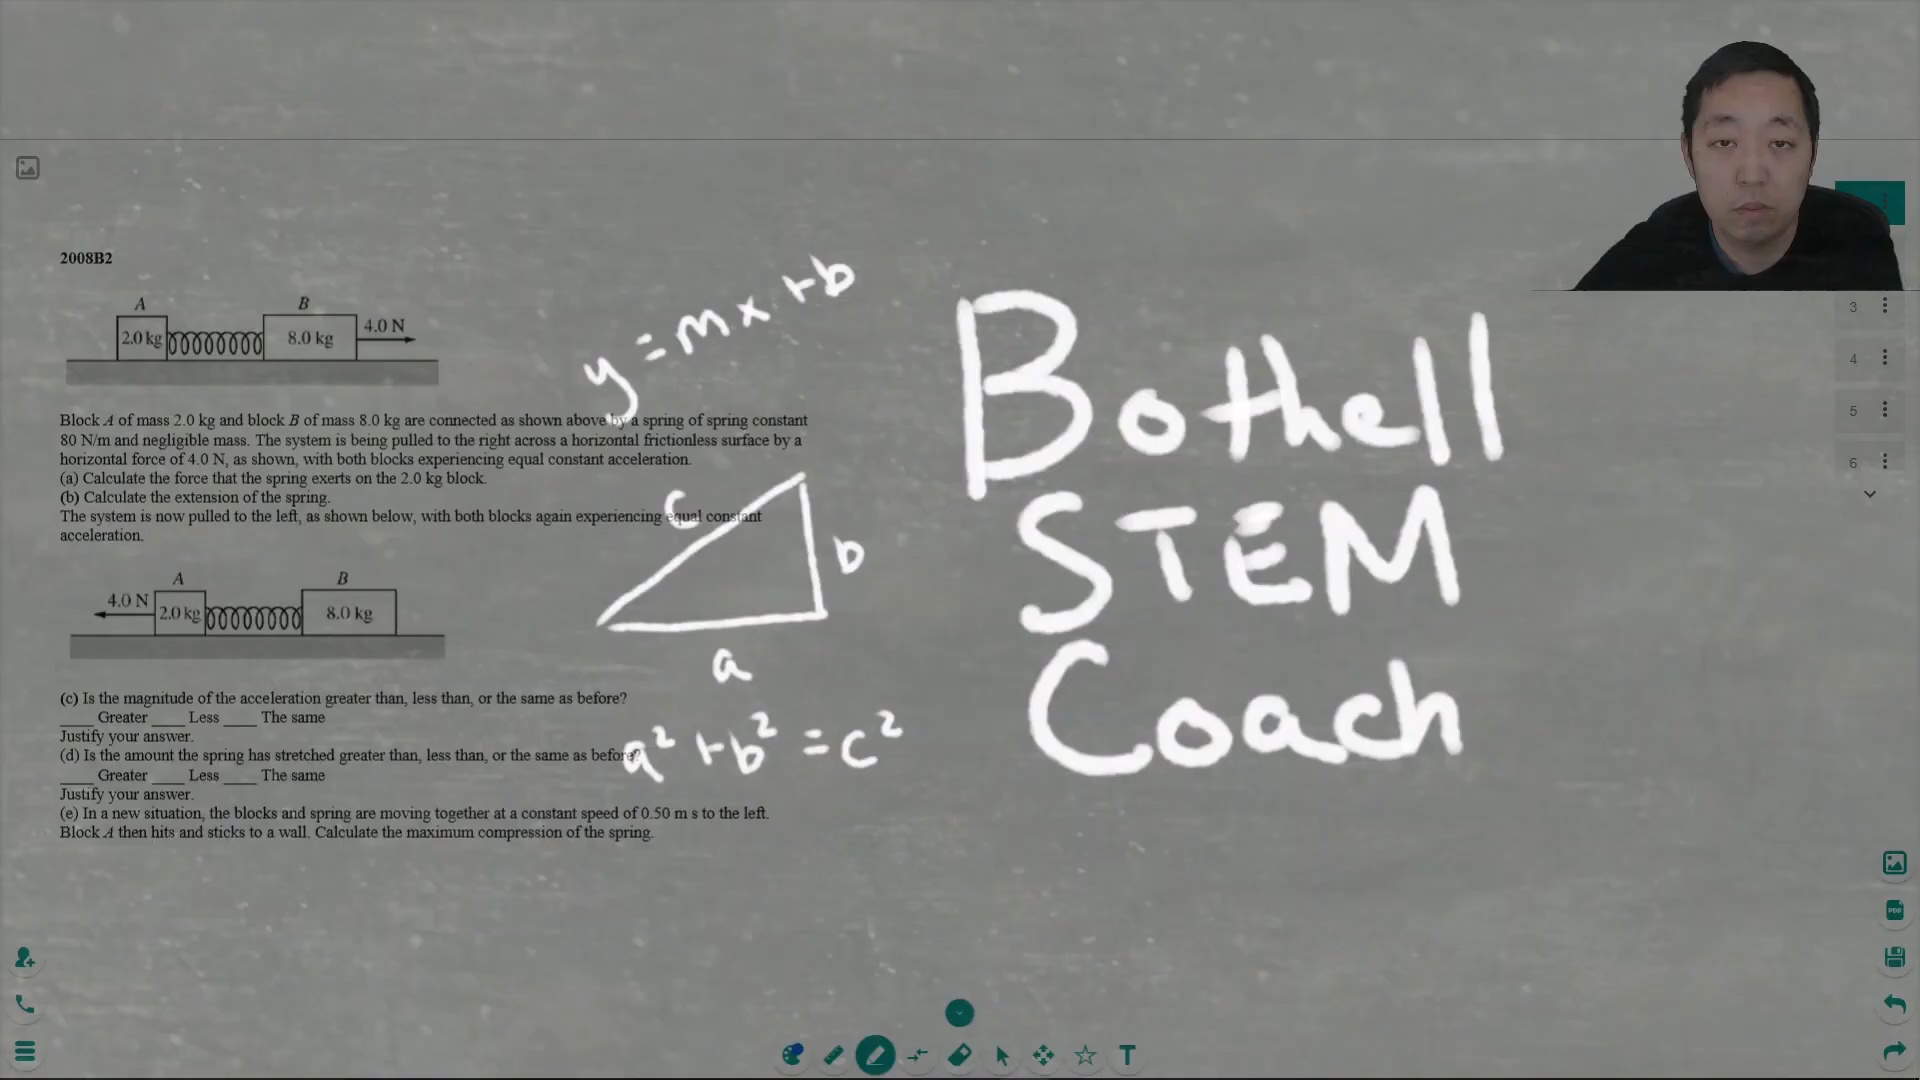 2008B2
A B
2.0 kg 8.0 kg 4.0 N
Block A of mass 2.0 kg and block B of mass 8.0 kg are connected as shown above by a spring of spring constant
80 N/m and negligible mass. The system is being pulled to the right across a horizontal frictionless surface by a
horizontal force of 4.0 N, as shown, with both blocks experiencing equal constant acceleration.
(a) Calculate the force that the spring exerts on the 2.0 kg block.
(b) Calculate the extension of the spring.
The system is now pulled to the left, as shown below, with both blocks again experiencing equal constant
acceleration.
A B
4.0 N 2.0 kg 8.0 kg
(c) Is the magnitude of the acceleration greater than, less than, or the same as before?
____ Greater ____ Less ____ The same
Justify your answer.
(d) Is the amount the spring has stretched greater than, less than, or the same as before?
____ Greater ____ Less ____ The same
Justify your answer.
(e) In a new situation, the blocks and spring are moving together at a constant speed of 0.50 m s to the left.
Block A then hits and sticks to a wall. Calculate the maximum compression of the spring.
y = mx + b
c
b
a
a² + b² = c²
Bothell
STEM
Coach
3
4
5
6
PDF
T